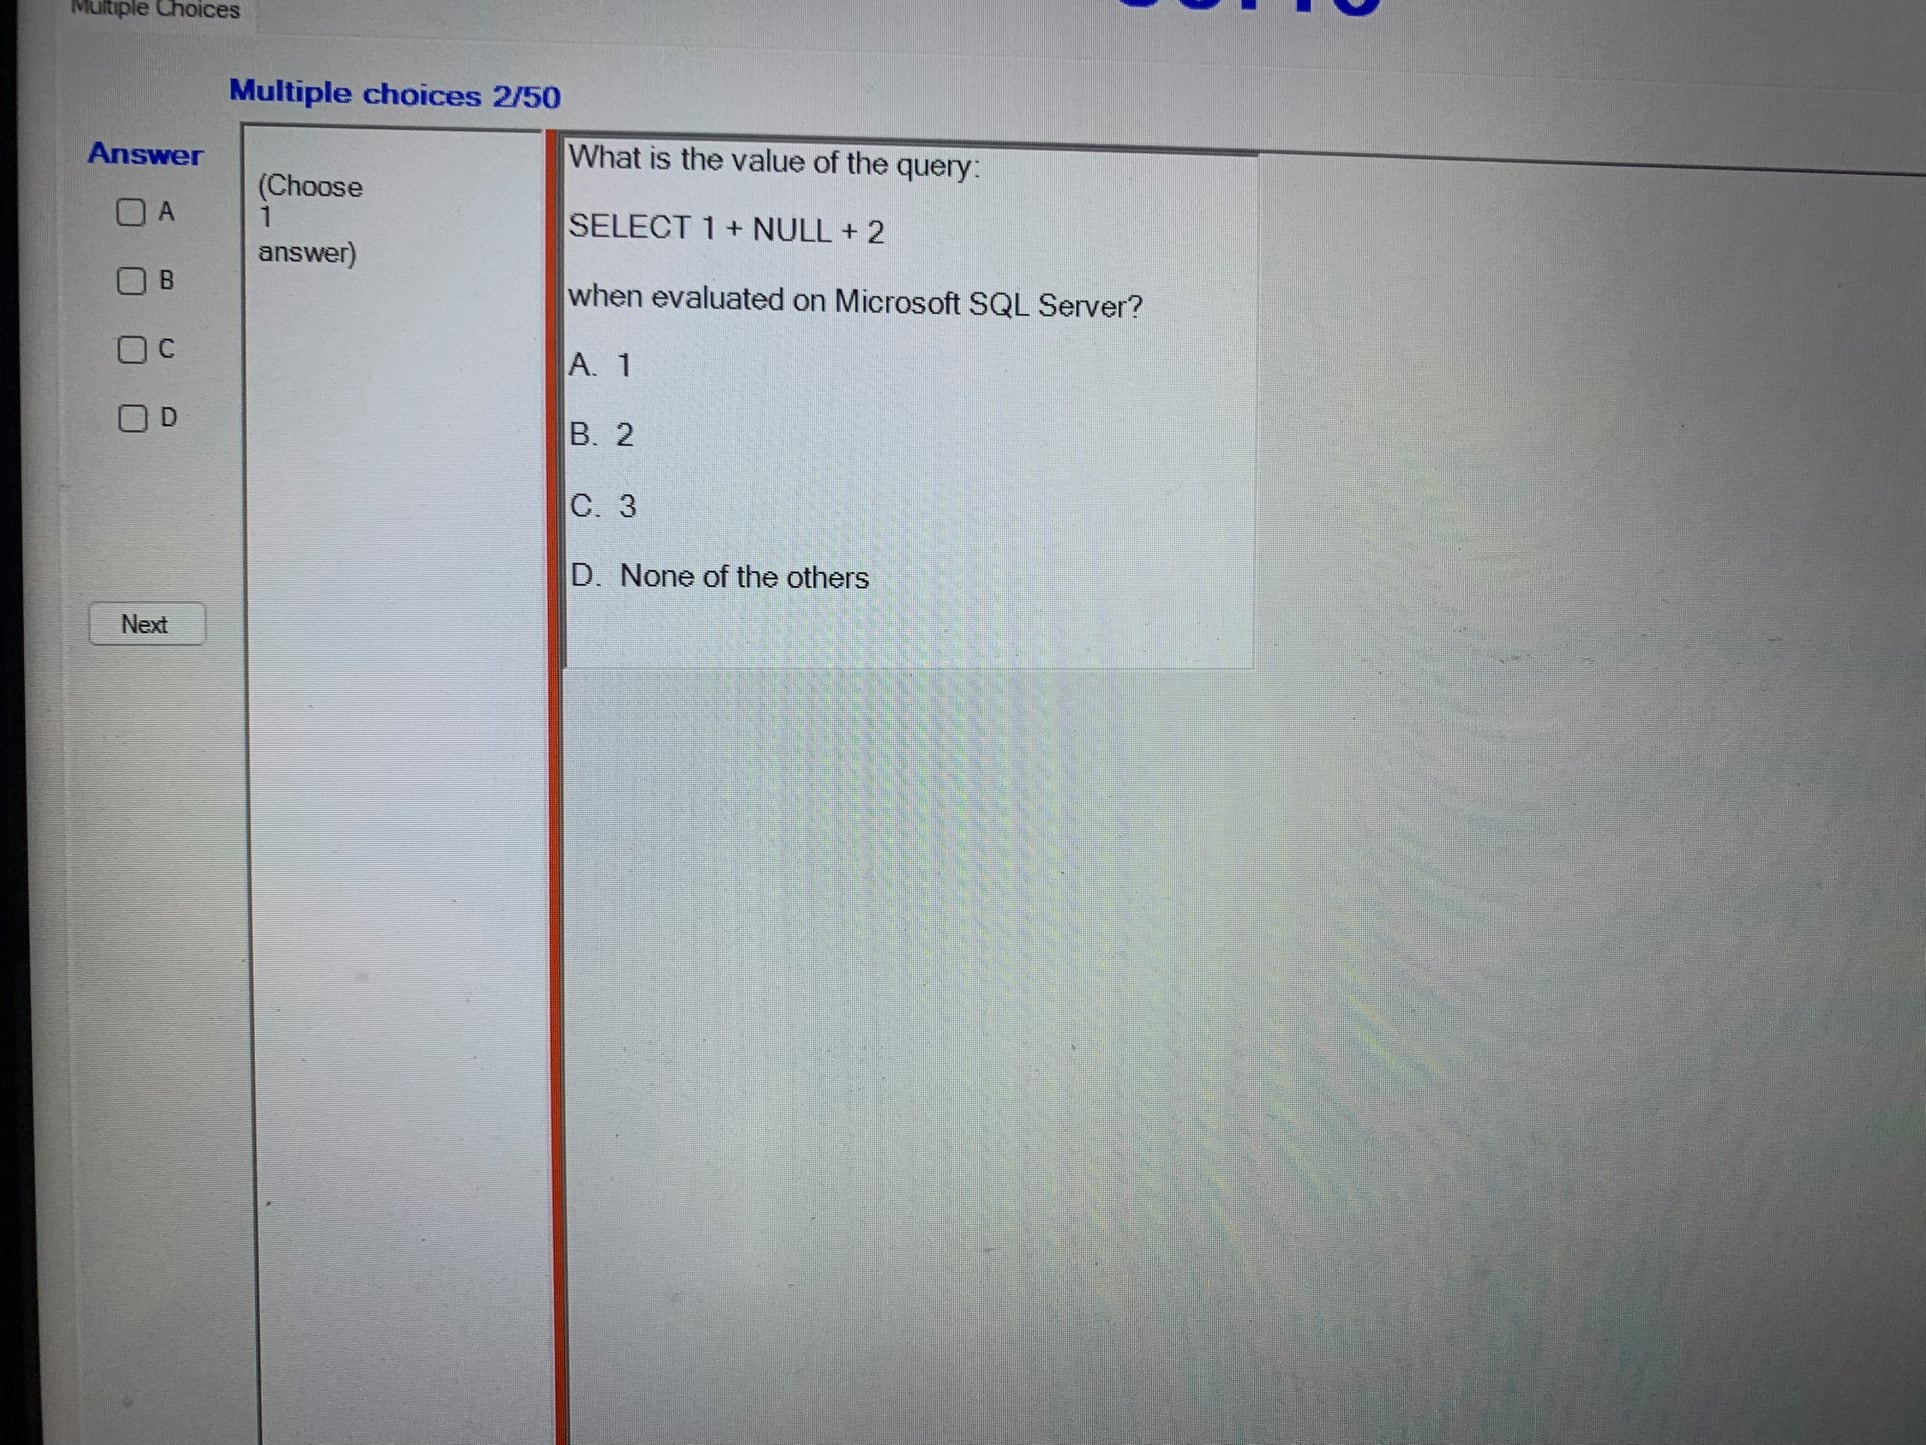 Multiple Choices
Multiple choices 2/50
Answer
A
B
C
D
Next
(Choose
1
answer)
What is the value of the query:
SELECT 1 + NULL + 2
when evaluated on Microsoft SQL Server?
A. 1
B. 2
C. 3
D. None of the others